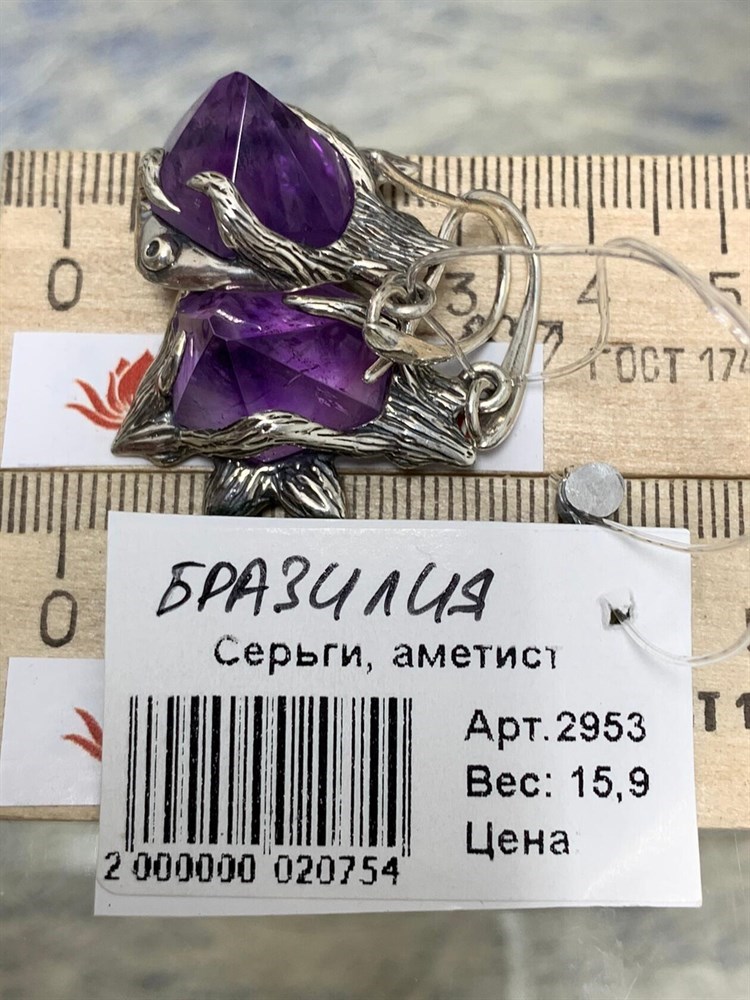 0 3 4 5
ГОСТ 174
0
БРАЗИЛИЯ
Серьги, аметист
Арт.2953
Вес: 15,9
Цена
2 000000 020754
Т 1